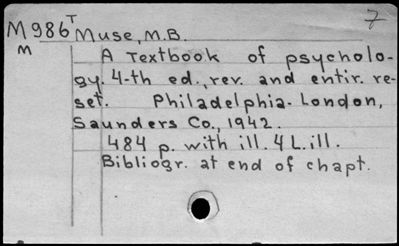 7
M986T Muse, M.B.
M
A Textbook of psycholo-
gy. 4-th ed., rev. and entir. re-
set. Philadelphia-London,
Saunders Co., 1942.
484 p. with ill. 4 L. ill.
Bibliogr. at end of chapt.